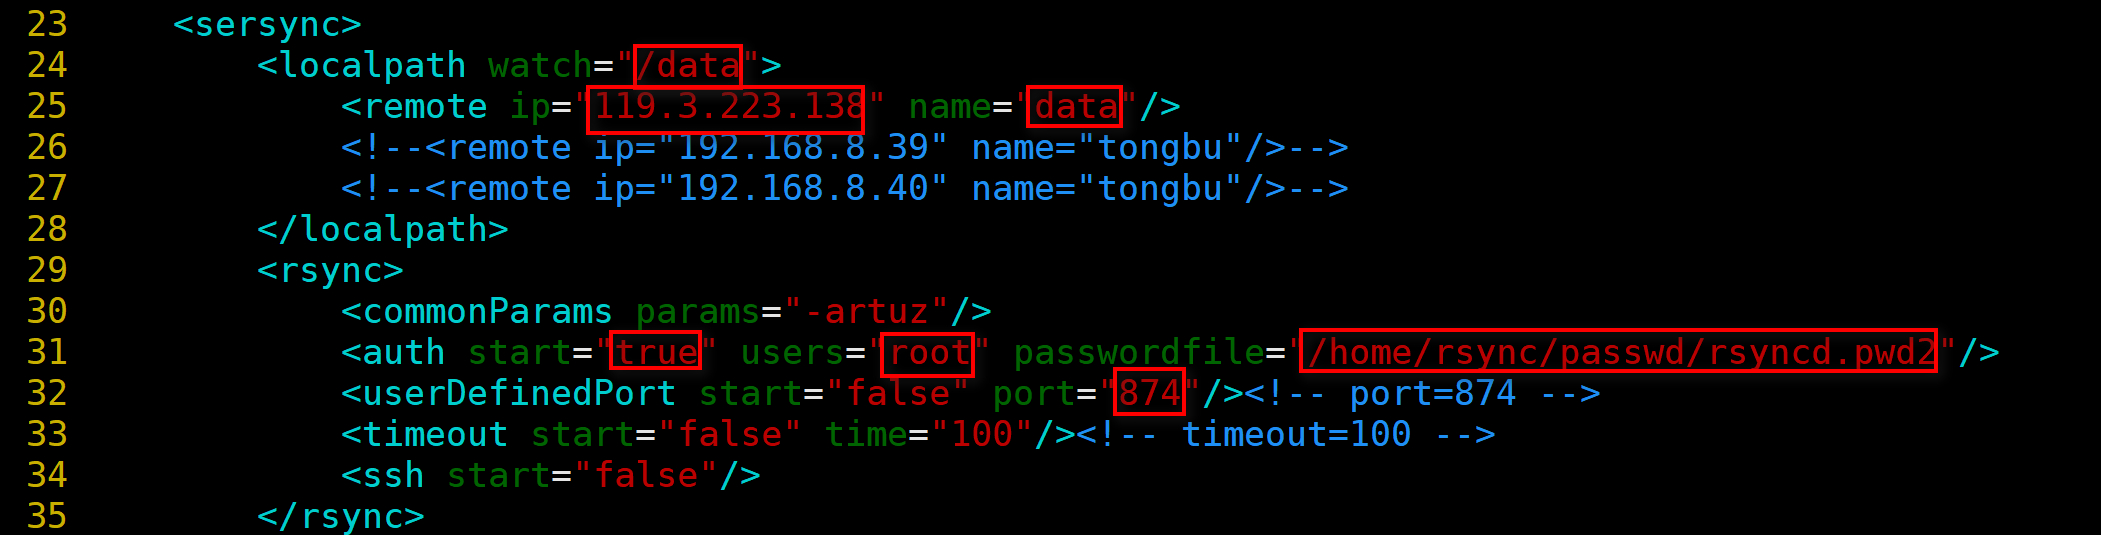 23     <sersync>
24         <localpath watch="/data">
25             <remote ip="119.3.223.138" name="data"/>
26             <!--<remote ip="192.168.8.39" name="tongbu"/>-->
27             <!--<remote ip="192.168.8.40" name="tongbu"/>-->
28         </localpath>
29         <rsync>
30             <commonParams params="-artuz"/>
31             <auth start="true" users="root" passwordfile="/home/rsync/passwd/rsyncd.pwd2"/>
32             <userDefinedPort start="false" port="874"/><!-- port=874 -->
33             <timeout start="false" time="100"/><!-- timeout=100 -->
34             <ssh start="false"/>
35         </rsync>